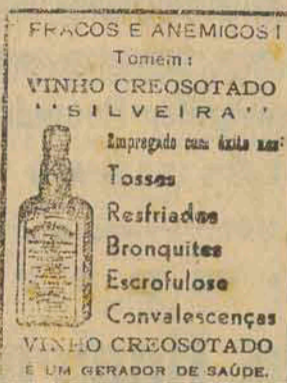 FRACOS E ANEMICOS!
Tomem:
VINHO CREOSOTADO
"SILVEIRA"
Empregado com êxito nas:
Tosses
Resfriados
Bronquites
Escrofulose
Convalescenças
VINHO CREOSOTADO
É UM GERADOR DE SAÚDE.